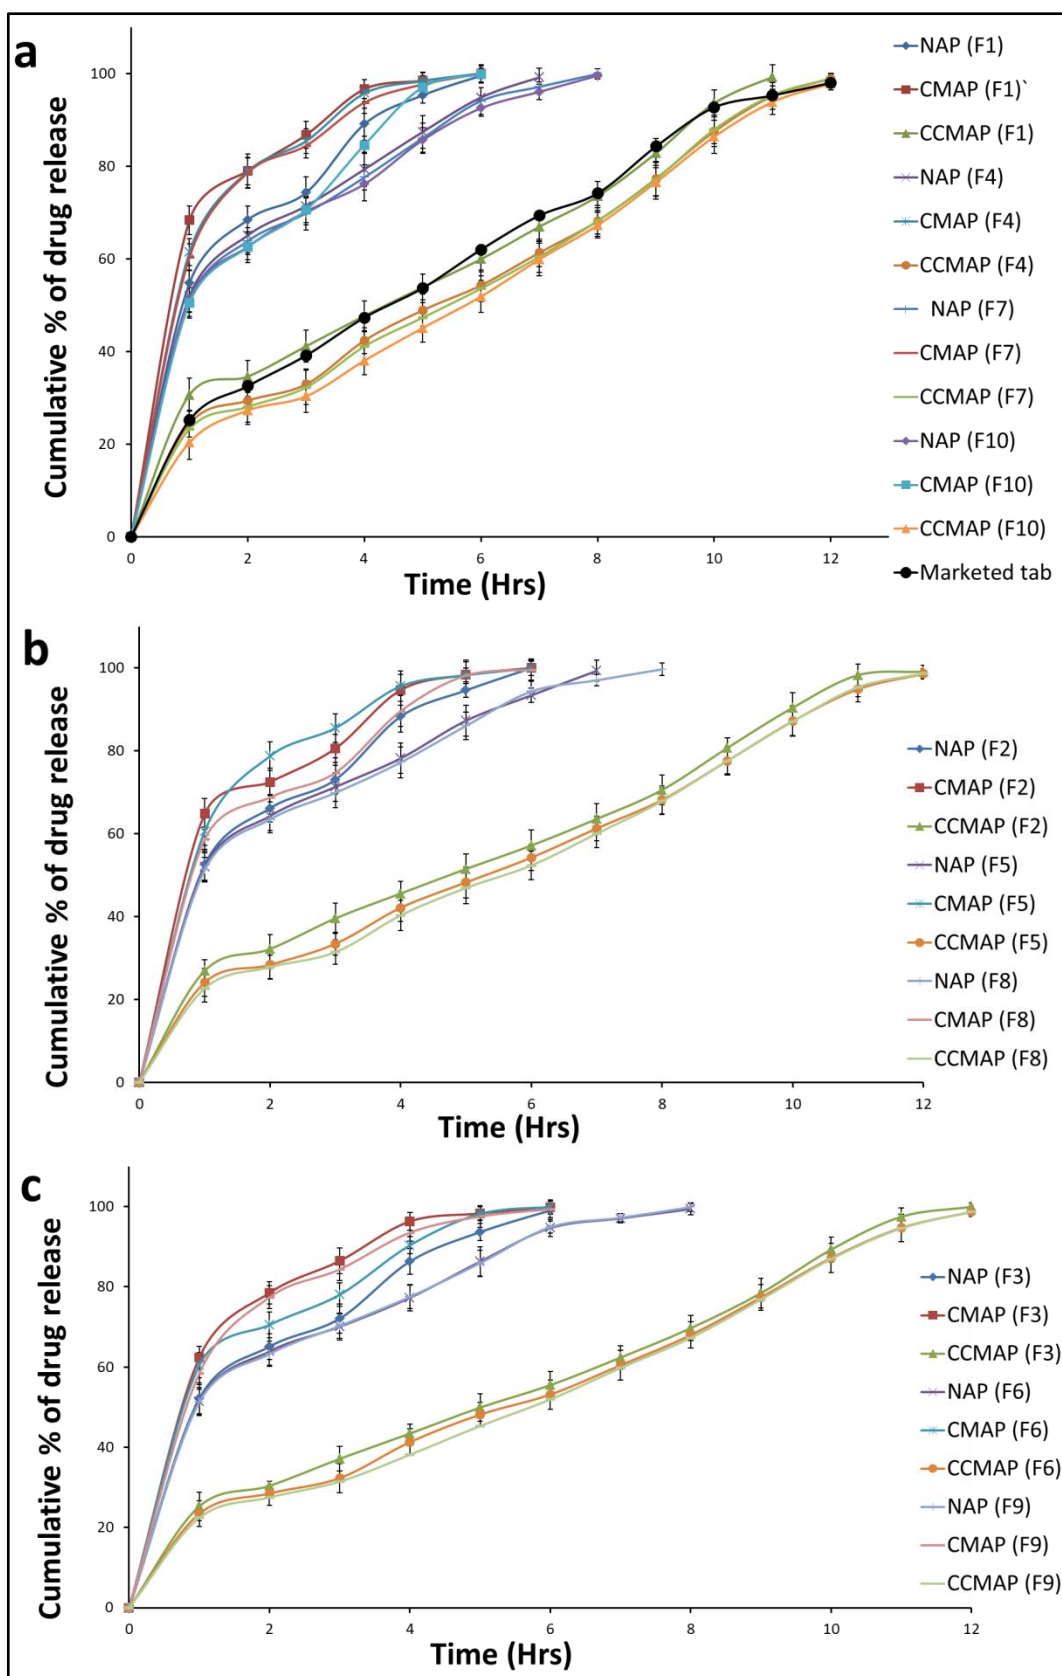 a
Cumulative % of drug release
100
80
60
40
20
0
0 2 4 6 8 10 12
Time (Hrs)
NAP (F1)
CMAP (F1)`
CCMAP (F1)
NAP (F4)
CMAP (F4)
CCMAP (F4)
NAP (F7)
CMAP (F7)
CCMAP (F7)
NAP (F10)
CMAP (F10)
CCMAP (F10)
Marketed tab
b
Cumulative % of drug release
100
80
60
40
20
0
0 2 4 6 8 10 12
Time (Hrs)
NAP (F2)
CMAP (F2)
CCMAP (F2)
NAP (F5)
CMAP (F5)
CCMAP (F5)
NAP (F8)
CMAP (F8)
CCMAP (F8)
c
Cumulative % of drug release
100
80
60
40
20
0
0 2 4 6 8 10 12
Time (Hrs)
NAP (F3)
CMAP (F3)
CCMAP (F3)
NAP (F6)
CMAP (F6)
CCMAP (F6)
NAP (F9)
CMAP (F9)
CCMAP (F9)